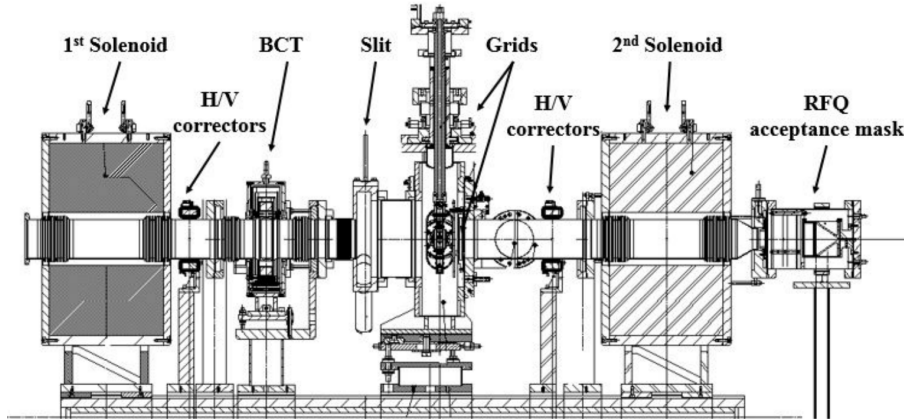 1st Solenoid
BCT
Slit
Grids
2nd Solenoid
H/V
correctors
H/V
correctors
RFQ
acceptance mask